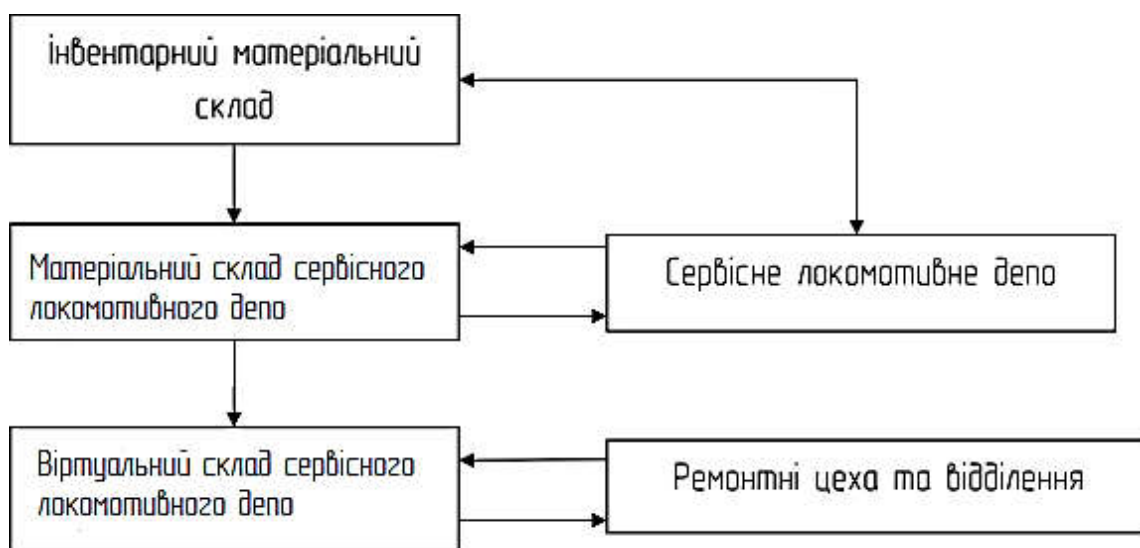 інвентарний матеріальний
склад
Матеріальний склад сервісного
локомотивного депо
Сервісне локомотивне депо
Віртуальний склад сервісного
локомотивного депо
Ремонтні цеха та відділення